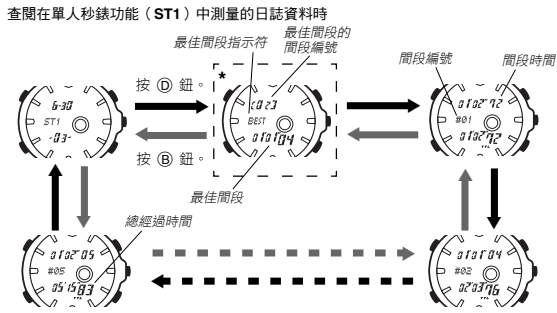 查閱在單人秒錶功能（ST1）中測量的日誌資料時
最佳間段指示符
最佳間段的
間段編號
間段編號
間段時間
*
按 Ⓓ 鈕。
按 Ⓑ 鈕。
6-30
ST1
-03-
BEST
01'01"04
01'02"72
#01
01'02"72
最佳間段
總經過時間
01'02"05
#05
05'15"83
01'01"04
#02
02'03"76